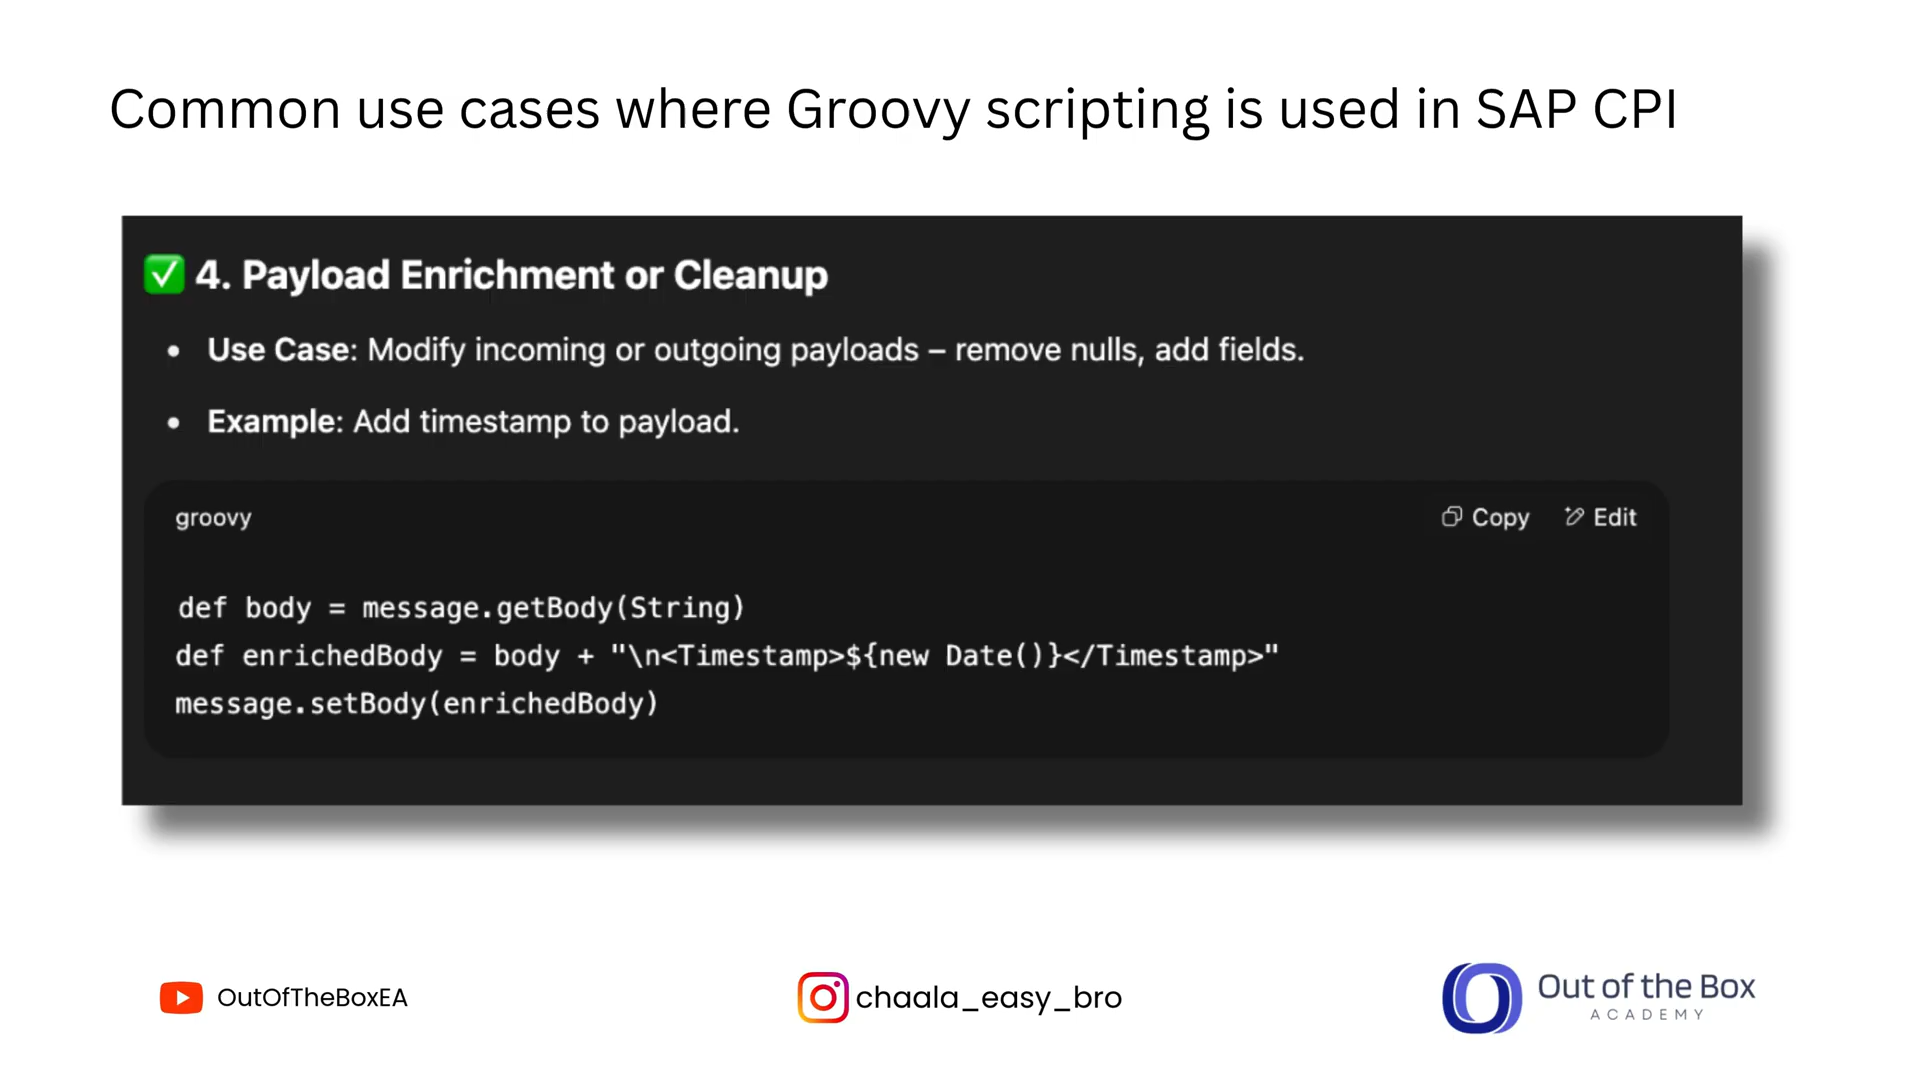 Common use cases where Groovy scripting is used in SAP CPI
✅ 4. Payload Enrichment or Cleanup
• Use Case: Modify incoming or outgoing payloads – remove nulls, add fields.
• Example: Add timestamp to payload.
groovy
Copy Edit
def body = message.getBody(String)
def enrichedBody = body + "\n<Timestamp>${new Date()}</Timestamp>"
message.setBody(enrichedBody)
OutOfTheBoxEA
chaala_easy_bro
Out of the Box
ACADEMY